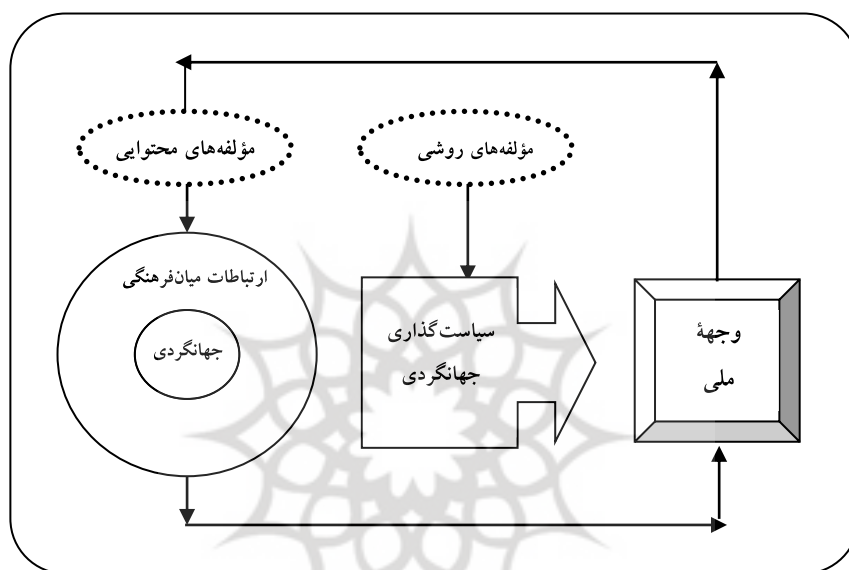 مؤلفه‌های روشی
مؤلفه‌های محتوایی
وجههٔ
ملی
سیاست‌گذاری
جهانگردی
ارتباطات میان‌فرهنگی
جهانگردی